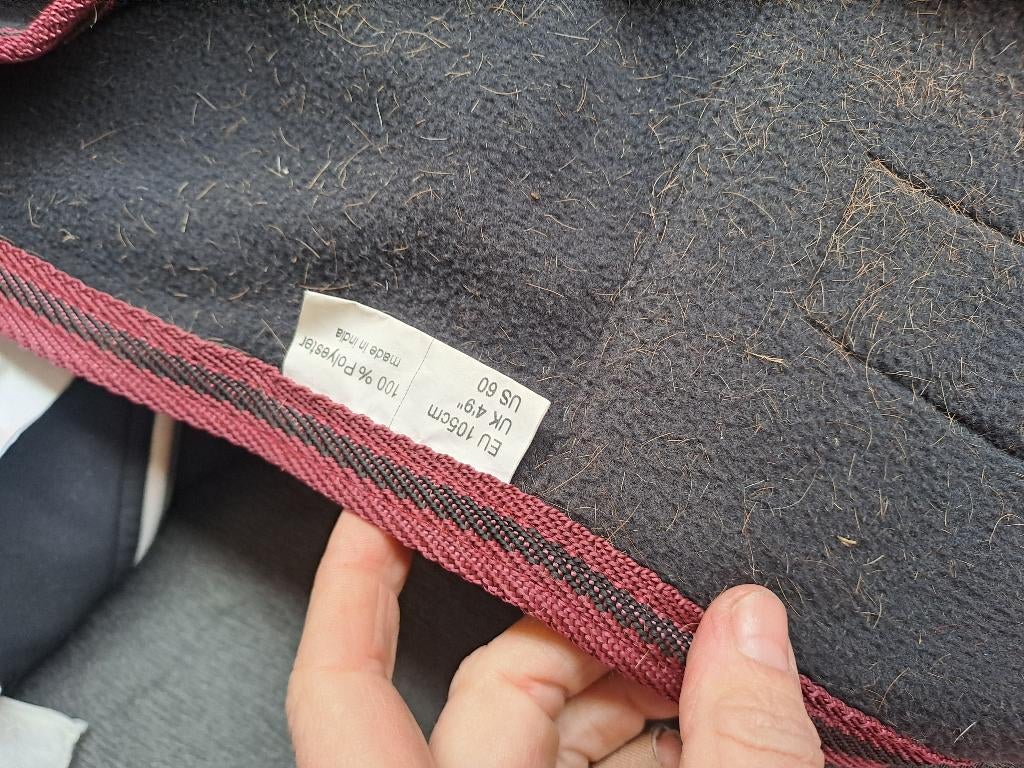 EU 105cm
UK 4'9"
US 60
100 % Polyester
made in India